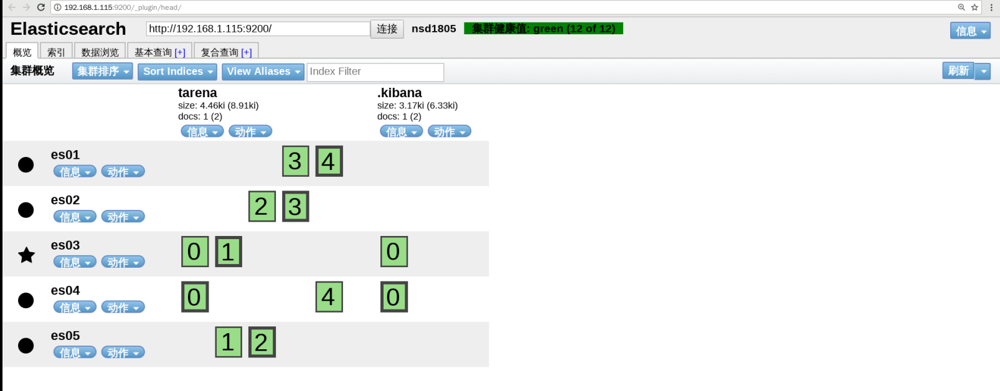 192.168.1.115:9200/_plugin/head/
Elasticsearch http://192.168.1.115:9200/ 连接 nsd1805 集群健康值: green (12 of 12) 信息
概览 索引 数据浏览 基本查询 [+] 复合查询 [+]
集群概览 集群排序 Sort Indices View Aliases Index Filter 刷新
tarena .kibana
size: 4.46ki (8.91ki) size: 3.17ki (6.33ki)
docs: 1 (2) docs: 1 (2)
信息 动作 信息 动作
es01 3 4
信息 动作
es02 2 3
信息 动作
es03 0 1 0
信息 动作
es04 0 4 0
信息 动作
es05 1 2
信息 动作